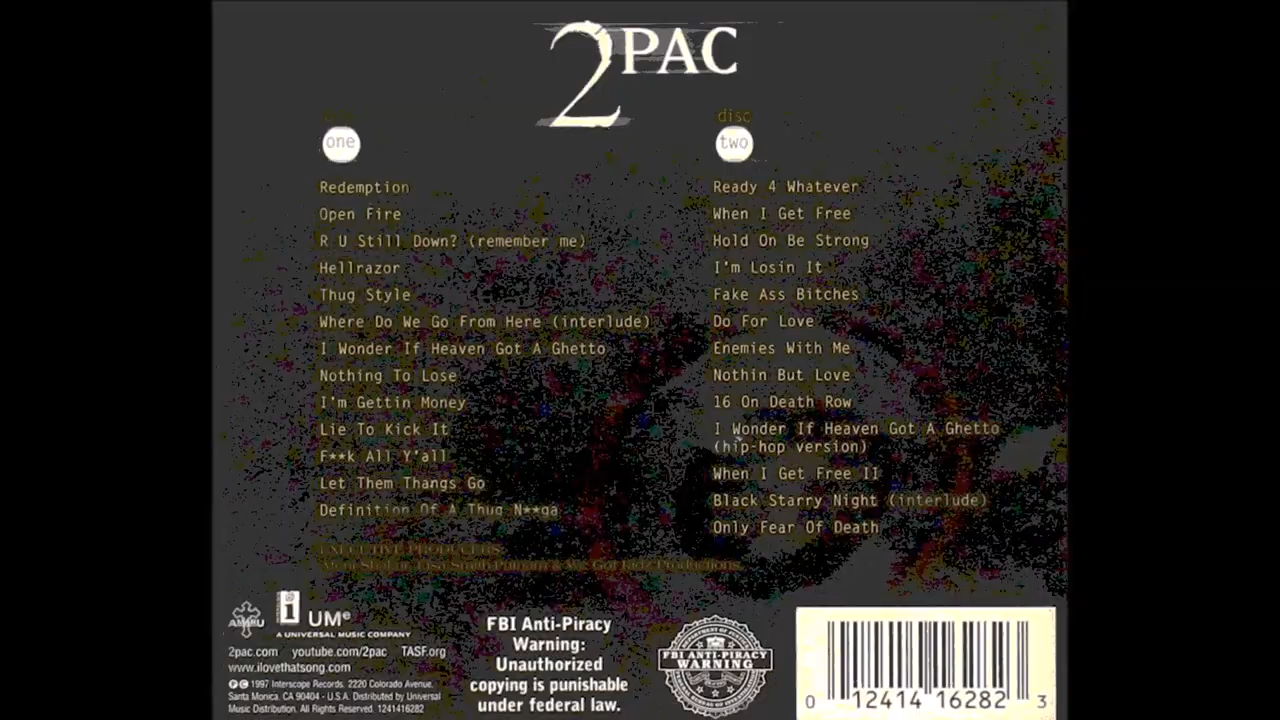 2PAC
one
Redemption
Open Fire
R U Still Down? (remember me)
Hellrazor
Thug Style
Where Do We Go From Here (interlude)
I Wonder If Heaven Got A Ghetto
Nothing To Lose
I'm Gettin Money
Lie To Kick It
F**k All Y'all
Let Them Thangs Go
Definition Of A Thug N**ga
disc
two
Ready 4 Whatever
When I Get Free
Hold On Be Strong
I'm Losin It
Fake Ass Bitches
Do For Love
Enemies With Me
Nothin But Love
16 On Death Row
I Wonder If Heaven Got A Ghetto
(hip-hop version)
When I Get Free II
Black Starry Night (interlude)
Only Fear Of Death
EXECUTIVE PRODUCERS
& We Got Kidz Productions
AMARU
i
UMe
A UNIVERSAL MUSIC COMPANY
2pac.com youtube.com/2pac TASF.org
www.ilovethatsong.com
℗© 1997 Interscope Records. 2220 Colorado Avenue,
Santa Monica, CA 90404 - U.S.A. Distributed by Universal
Music Distribution. All Rights Reserved. 1241416282
FBI Anti-Piracy
Warning:
Unauthorized
copying is punishable
under federal law.
FBI ANTI-PIRACY
WARNING
0 12414 16282 3